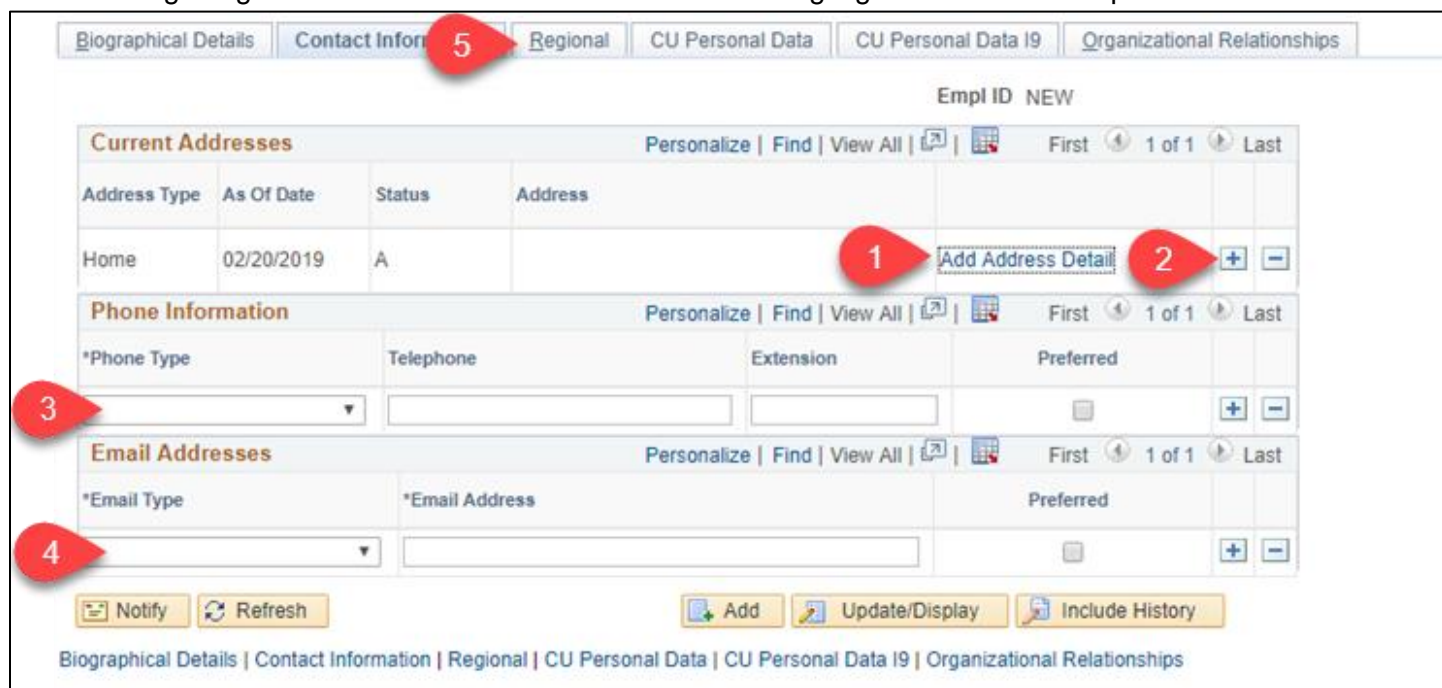 Biographical Details Contact Infor 5 Regional CU Personal Data CU Personal Data I9 Organizational Relationships
Empl ID NEW
Current Addresses Personalize | Find | View All | | First 1 of 1 Last
Address Type As Of Date Status Address
Home 02/20/2019 A 1 Add Address Detail 2
Phone Information Personalize | Find | View All | | First 1 of 1 Last
*Phone Type Telephone Extension Preferred
3
Email Addresses Personalize | Find | View All | | First 1 of 1 Last
*Email Type *Email Address Preferred
4
Notify Refresh Add Update/Display Include History
Biographical Details | Contact Information | Regional | CU Personal Data | CU Personal Data I9 | Organizational Relationships